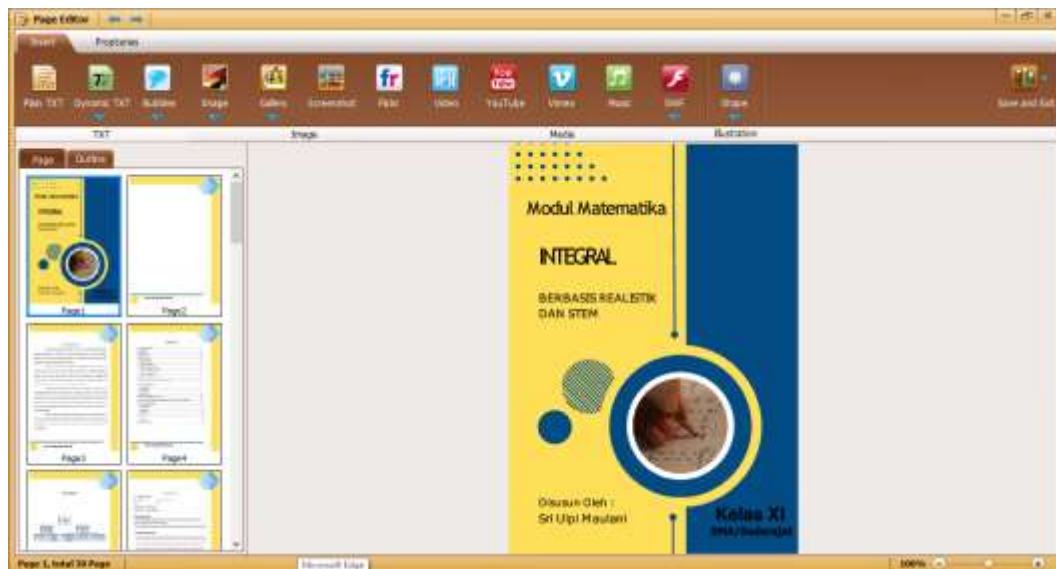 Page Editor
Insert Properties
Plain TXT Dynamic TXT Bubbles Image Gallery Screenshot Flickr Video YouTube Vimeo Music SWF Shape Save and Exit
TXT Image Media Illustration
Page Outline
Page1 Page2
Page3 Page4
Modul Matematika
INTEGRAL
BERBASIS REALISTIK
DAN STEM
Disusun Oleh :
Sri Ulpi Maulani
Kelas XI
SMA/Sederajat
Page 1, total 39 Page
Microsoft Edge
100%